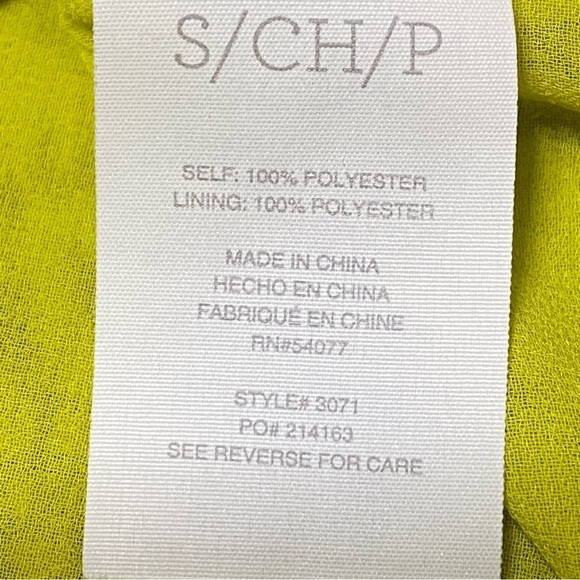 S/CH/P
SELF: 100% POLYESTER
LINING: 100% POLYESTER
MADE IN CHINA
HECHO EN CHINA
FABRIQUÉ EN CHINE
RN#54077
STYLE# 3071
PO# 214163
SEE REVERSE FOR CARE